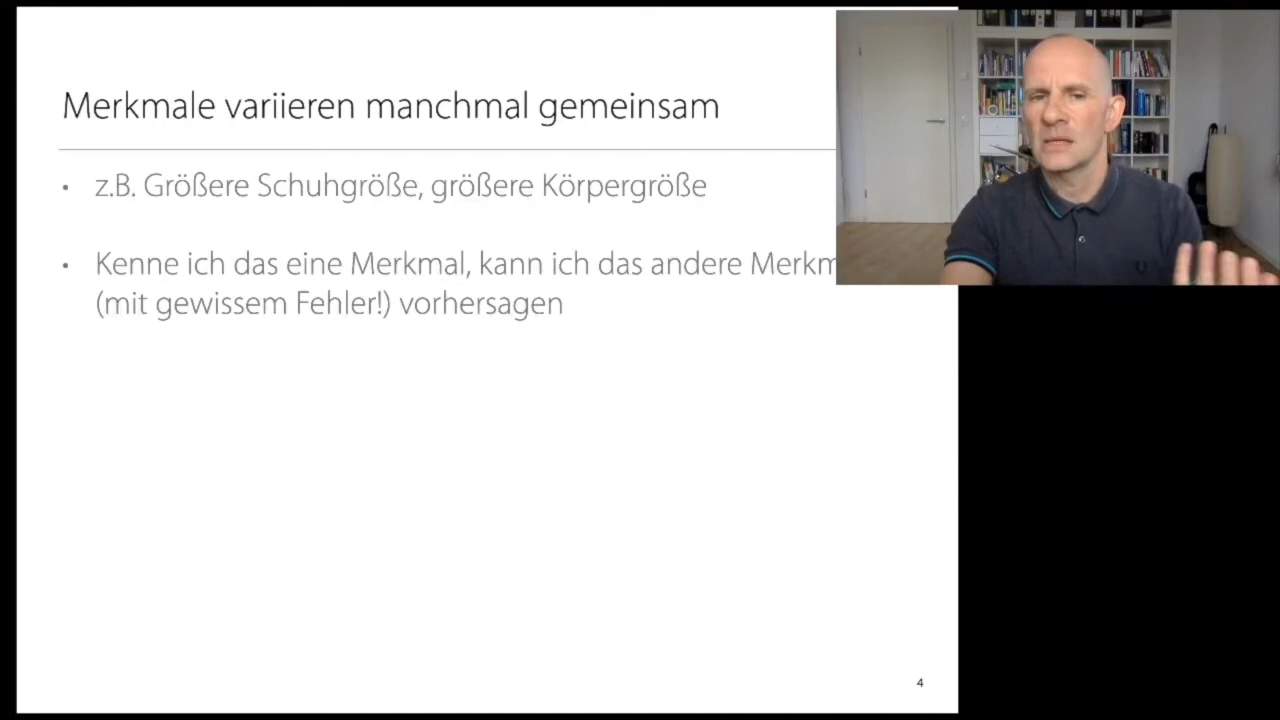 Merkmale variieren manchmal gemeinsam
• z.B. Größere Schuhgröße, größere Körpergröße
• Kenne ich das eine Merkmal, kann ich das andere Merkm
(mit gewissem Fehler!) vorhersagen
4